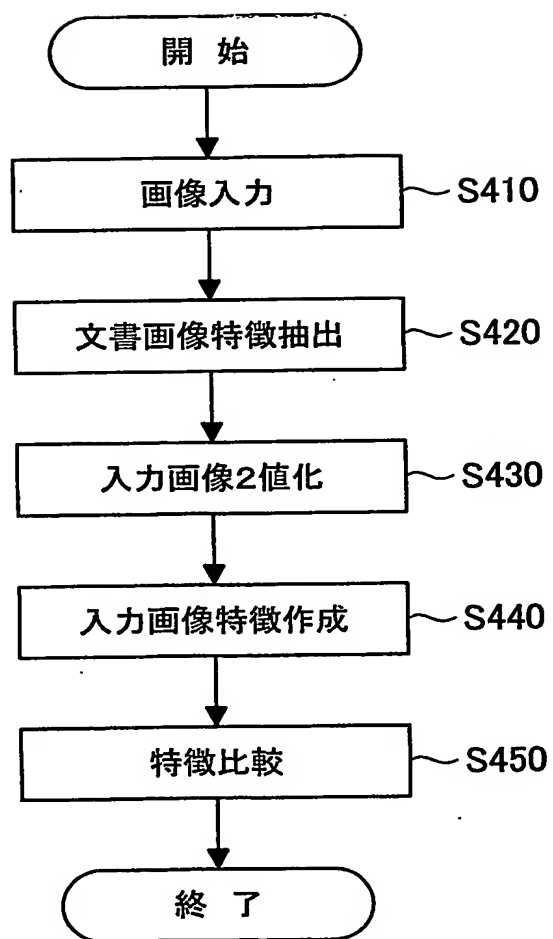 開 始
画像入力 S410
文書画像特徴抽出 S420
入力画像2値化 S430
入力画像特徴作成 S440
特徴比較 S450
終 了